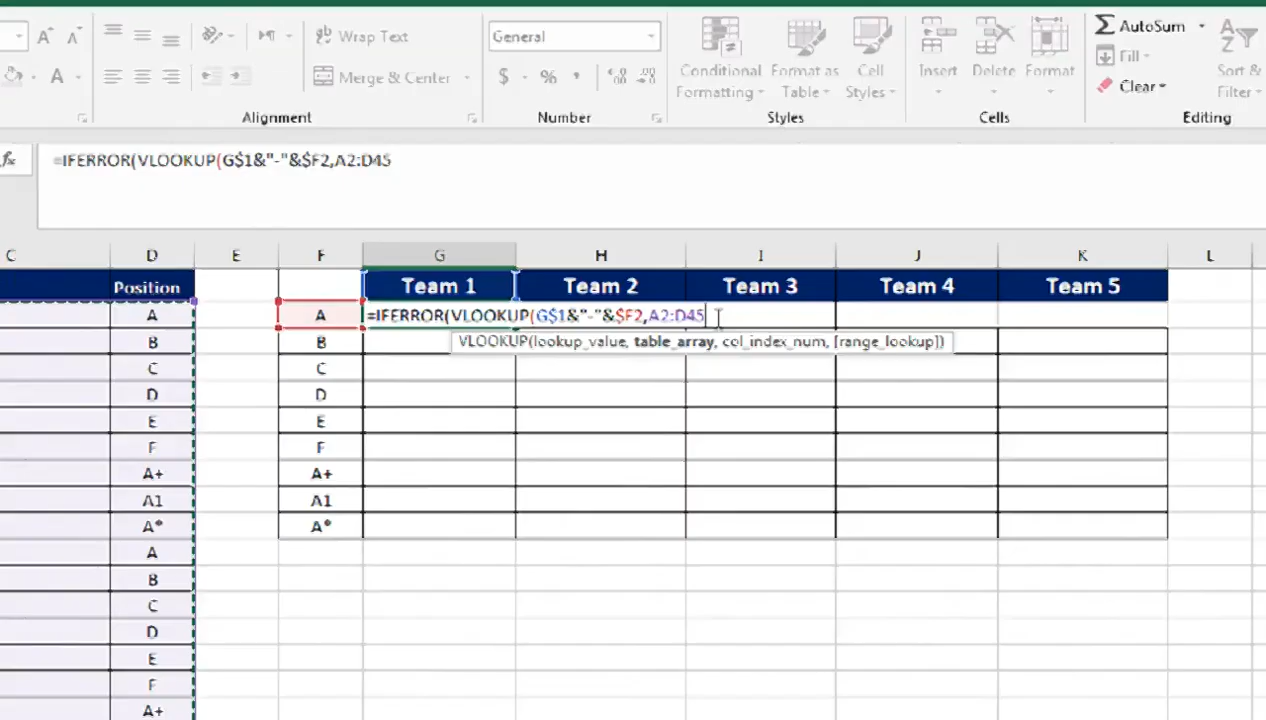 Wrap Text
General
AutoSum
Merge & Center
$ % ,
Conditional Formatting
Format as Table
Cell Styles
Insert
Delete
Format
Fill
Clear
Sort & Filter
Alignment
Number
Styles
Cells
Editing
fx =IFERROR(VLOOKUP(G$1&"-"&$F2,A2:D45
C D E F G H I J K L
Position Team 1 Team 2 Team 3 Team 4 Team 5
A A =IFERROR(VLOOKUP(G$1&"-"&$F2,A2:D45
B B VLOOKUP(lookup_value, table_array, col_index_num, [range_lookup])
C C
D D
E E
F F
A+ A+
A1 A1
A* A*
A
B
C
D
E
F
A+